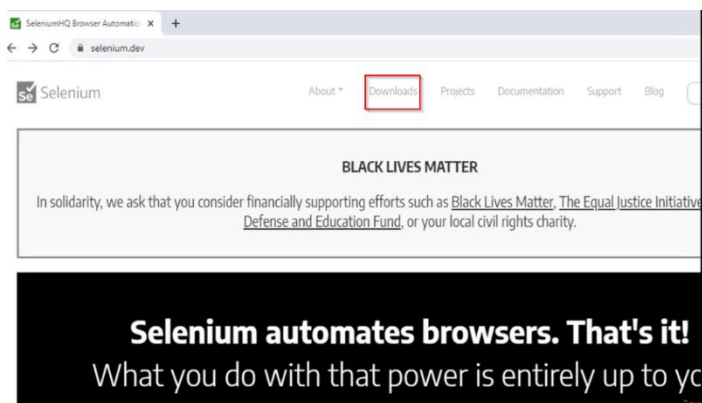 SeleniumHQ Browser Automatio
selenium.dev
Se Selenium About Downloads Projects Documentation Support Blog
BLACK LIVES MATTER
In solidarity, we ask that you consider financially supporting efforts such as Black Lives Matter, The Equal Justice Initiative
Defense and Education Fund, or your local civil rights charity.
Selenium automates browsers. That's it!
What you do with that power is entirely up to yo